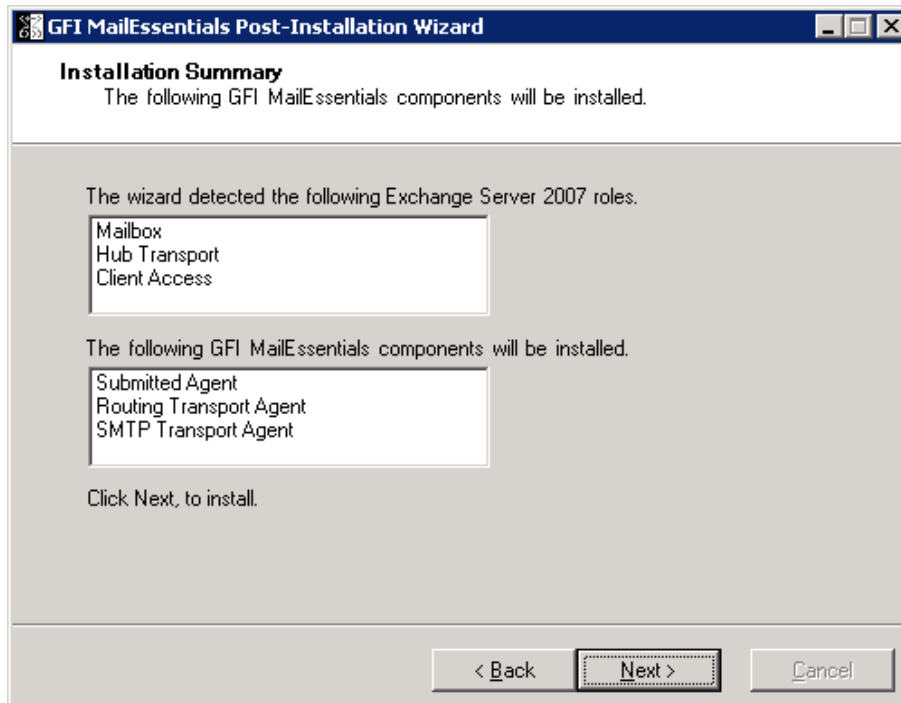 GFI MailEssentials Post-Installation Wizard
Installation Summary
The following GFI MailEssentials components will be installed.
The wizard detected the following Exchange Server 2007 roles.
Mailbox
Hub Transport
Client Access
The following GFI MailEssentials components will be installed.
Submitted Agent
Routing Transport Agent
SMTP Transport Agent
Click Next, to install.
< Back
Next >
Cancel